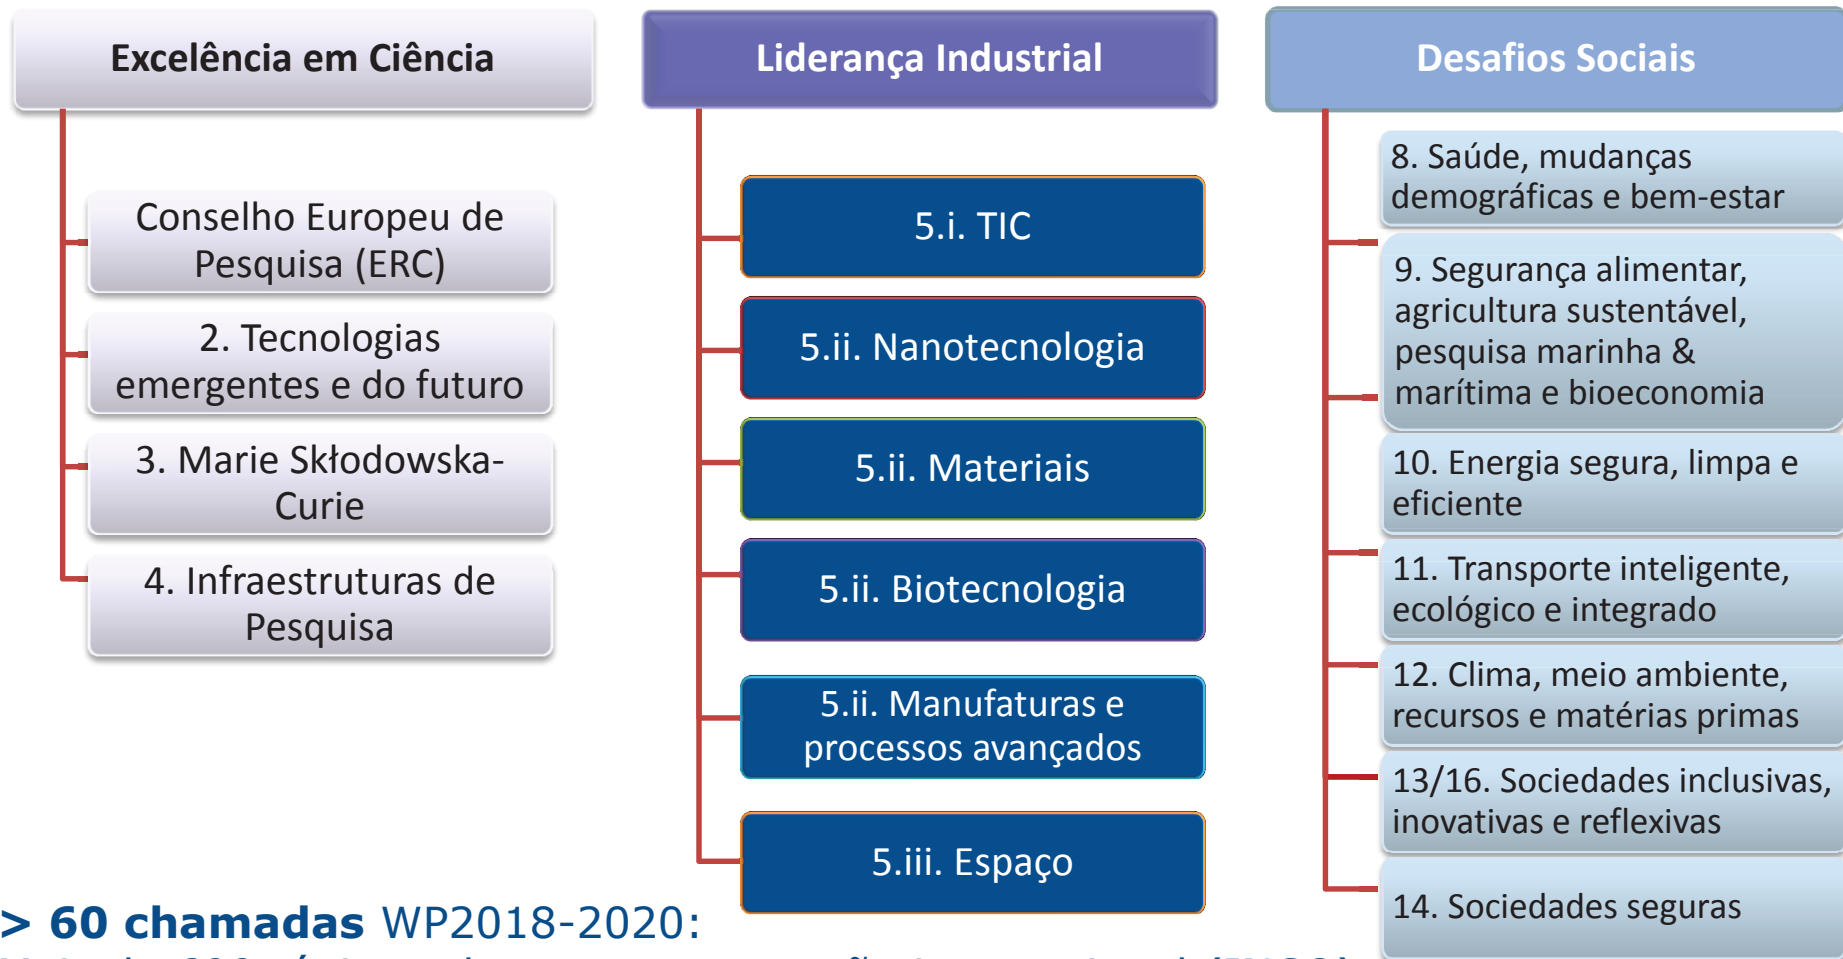 Excelência em Ciência
Conselho Europeu de
Pesquisa (ERC)
2. Tecnologias
emergentes e do futuro
3. Marie Skłodowska-
Curie
4. Infraestruturas de
Pesquisa
Liderança Industrial
5.i. TIC
5.ii. Nanotecnologia
5.ii. Materiais
5.ii. Biotecnologia
5.ii. Manufaturas e
processos avançados
5.iii. Espaço
Desafios Sociais
8. Saúde, mudanças
demográficas e bem-estar
9. Segurança alimentar,
agricultura sustentável,
pesquisa marinha &
marítima e bioeconomia
10. Energia segura, limpa e
eficiente
11. Transporte inteligente,
ecológico e integrado
12. Clima, meio ambiente,
recursos e matérias primas
13/16. Sociedades inclusivas,
inovativas e reflexivas
14. Sociedades seguras
> 60 chamadas WP2018-2020: